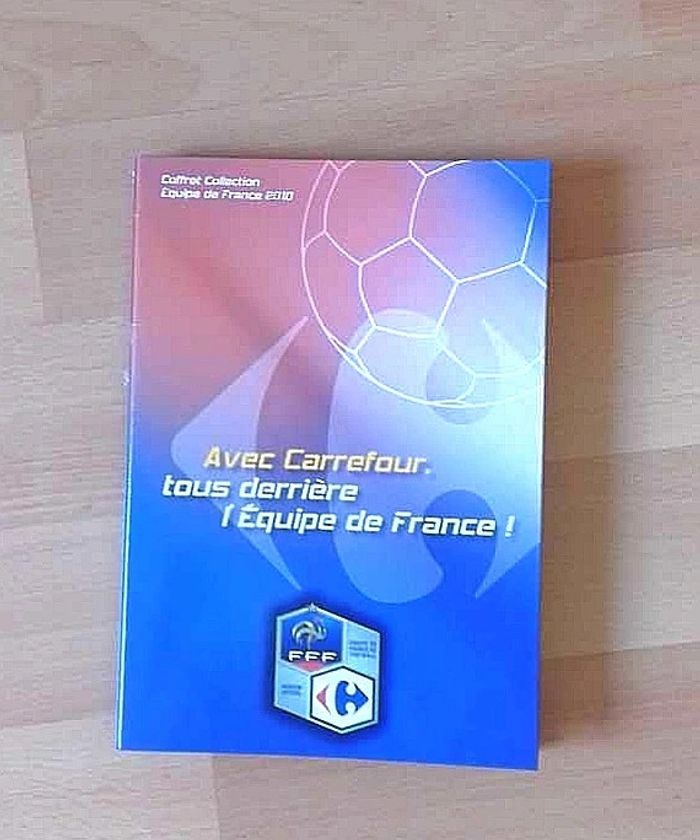 Coffret Collection
Equipe de France 2010
Avec Carrefour,
tous derrière
l'Équipe de France !
FFF